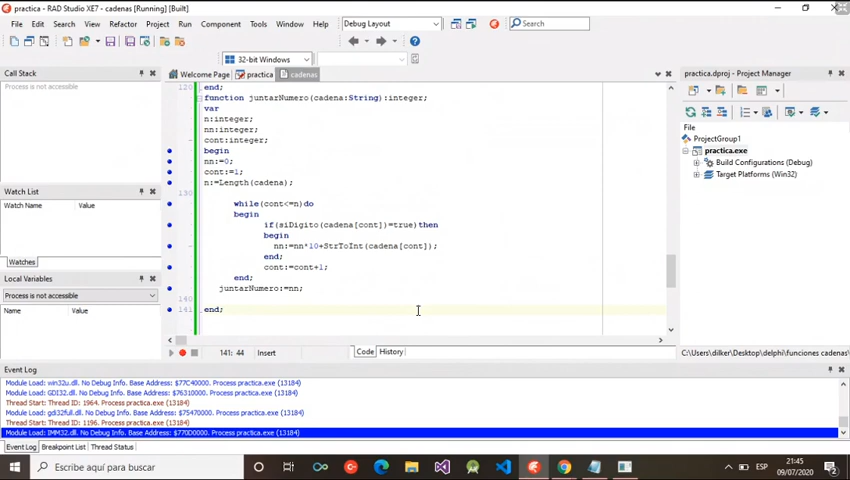 practica - RAD Studio XE7 - cadenas [Running] [Built]
File Edit Search View Refactor Project Run Component Tools Window Help Debug Layout Search
32-bit Windows
Call Stack
Process is not accessible
Watch List
Watch Name Value
Watches
Local Variables
Process is not accessible
Name Value
Welcome Page practica cadenas
120 end;
function juntarNumero(cadena:String):integer;
var
n:integer;
nn:integer;
cont:integer;
begin
nn:=0;
cont:=1;
n:=Length(cadena);
130
while(cont<=n)do
begin
if(siDigito(cadena[cont])=true)then
begin
nn:=nn*10+StrToInt(cadena[cont]);
end;
cont:=cont+1;
end;
juntarNumero:=nn;
140
141 end;
141: 44 Insert Code History
practica.dproj - Project Manager
File
ProjectGroup1
practica.exe
Build Configurations (Debug)
Target Platforms (Win32)
C:\Users\dilker\Desktop\delphi\funciones cadenas\
Event Log
Module Load: win32u.dll. No Debug Info. Base Address: $77C40000. Process practica.exe (13184)
Module Load: GDI32.dll. No Debug Info. Base Address: $76310000. Process practica.exe (13184)
Thread Start: Thread ID: 1964. Process practica.exe (13184)
Module Load: gdi32full.dll. No Debug Info. Base Address: $75470000. Process practica.exe (13184)
Thread Start: Thread ID: 1196. Process practica.exe (13184)
Module Load: IMM32.dll. No Debug Info. Base Address: $770D0000. Process practica.exe (13184)
Event Log Breakpoint List Thread Status
Escribe aquí para buscar
ESP
21:45
09/07/2020
2